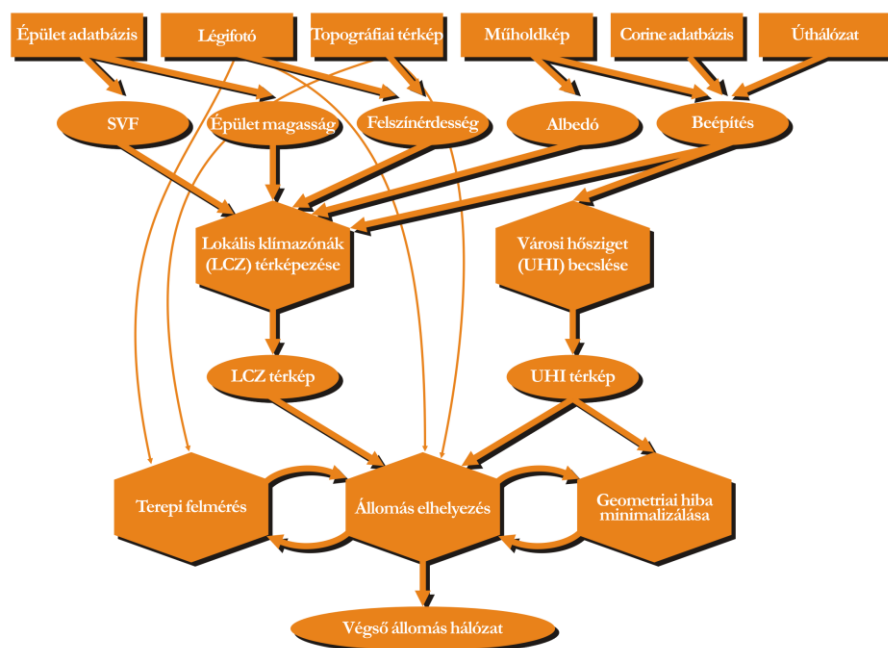 Épület adatbázis
Légifotó
Topográfiai térkép
Műholdkép
Corine adatbázis
Úthálózat
SVF
Épület magasság
Felszínérdesség
Albedó
Beépítés
Lokális klímazónák
(LCZ) térképezése
Városi hősziget
(UHI) becslése
LCZ térkép
UHI térkép
Terepi felmérés
Állomás elhelyezés
Geometriai hiba
minimalizálása
Végső állomás hálózat